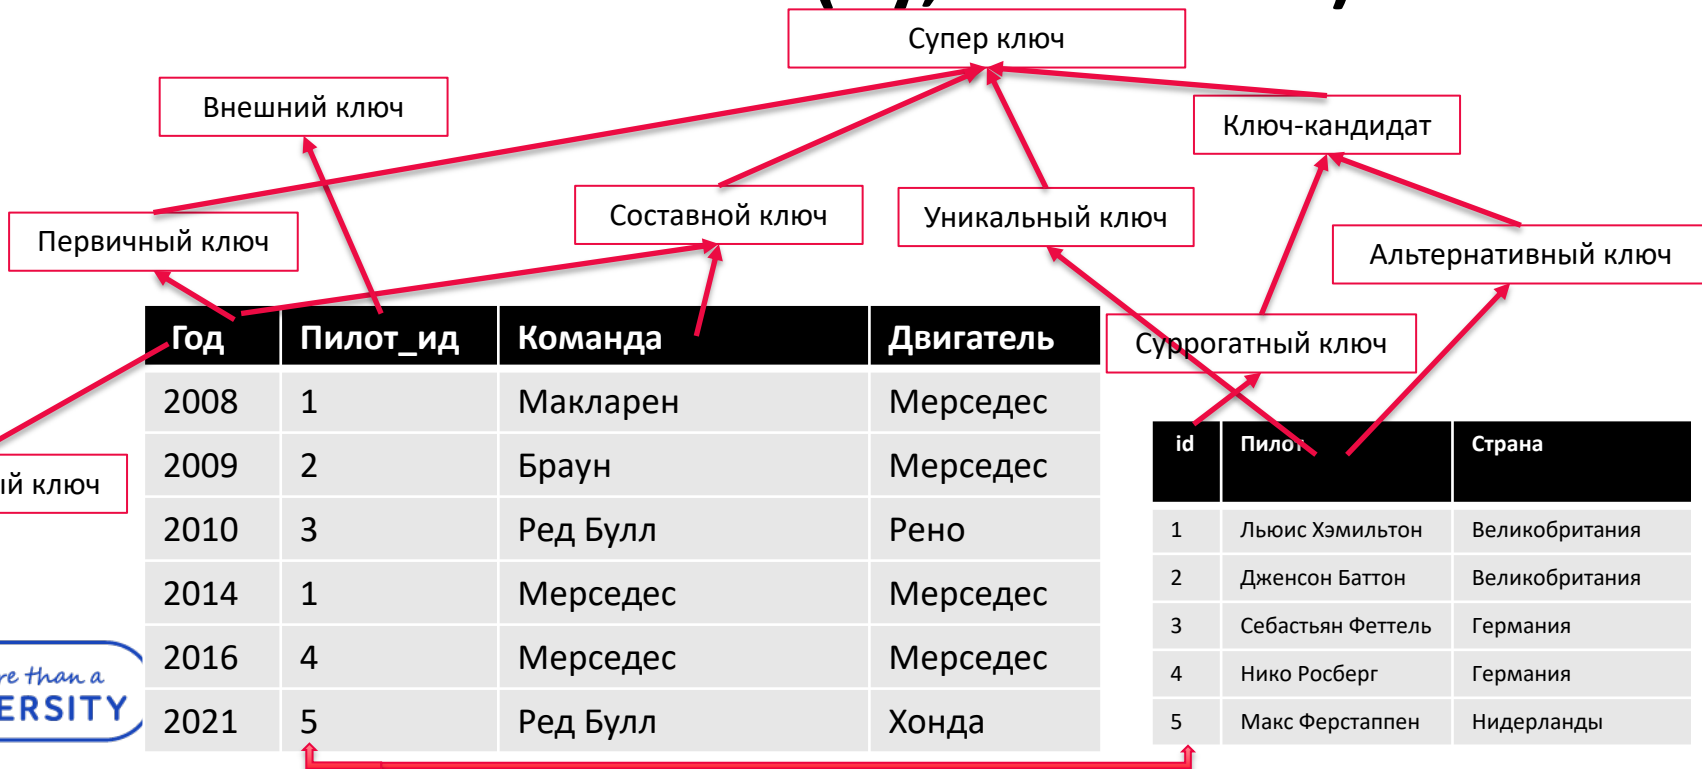 Супер ключ
Внешний ключ
Ключ-кандидат
Составной ключ
Уникальный ключ
Первичный ключ
Альтернативный ключ
Суррогатный ключ
ключ
Год Пилот_ид Команда Двигатель
2008 1 Макларен Мерседес
2009 2 Браун Мерседес
2010 3 Ред Булл Рено
2014 1 Мерседес Мерседес
2016 4 Мерседес Мерседес
2021 5 Ред Булл Хонда
id Пилот Страна
1 Льюис Хэмильтон Великобритания
2 Дженсон Баттон Великобритания
3 Себастьян Феттель Германия
4 Нико Росберг Германия
5 Макс Ферстаппен Нидерланды
than a